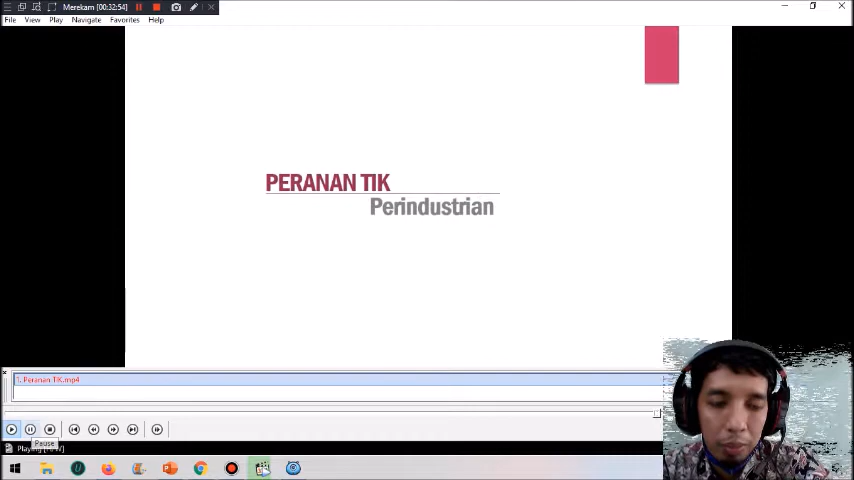 Merekam [00:32:54]
File View Play Navigate Favorites Help
PERANAN TIK
Perindustrian
1. Peranan TIK.mp4
Pause